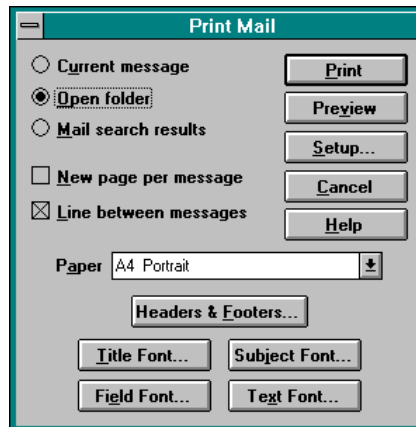 Print Mail
Current message
Open folder
Mail search results
New page per message
Line between messages
Print
Preview
Setup...
Cancel
Help
Paper A4 Portrait
Headers & Footers...
Title Font... Subject Font...
Field Font... Text Font...